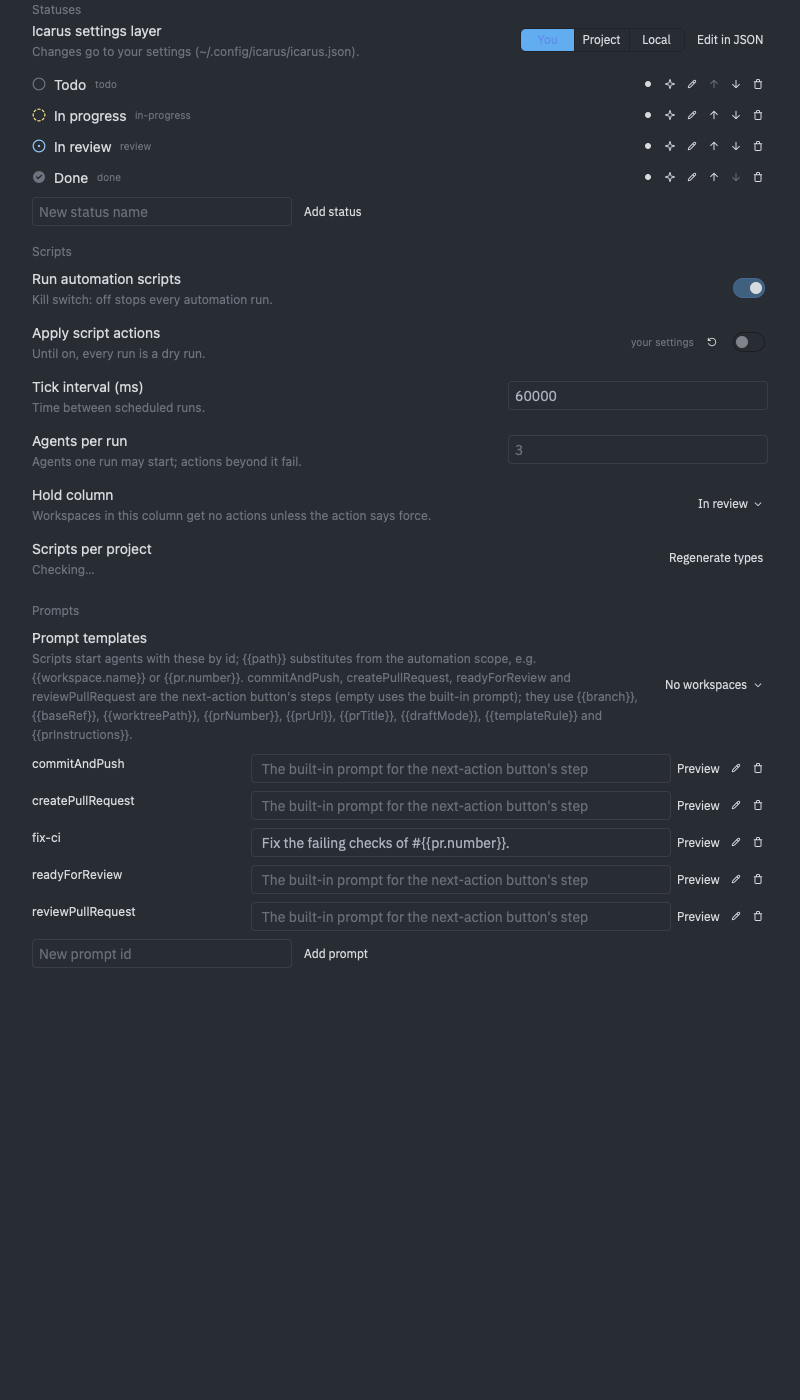 Statuses
Icarus settings layer
Changes go to your settings (~/.config/icarus/icarus.json).
You Project Local Edit in JSON
Todo todo
In progress in-progress
In review review
Done done
New status name Add status
Scripts
Run automation scripts
Kill switch: off stops every automation run.
Apply script actions
Until on, every run is a dry run.
your settings
Tick interval (ms)
Time between scheduled runs.
60000
Agents per run
Agents one run may start; actions beyond it fail.
3
Hold column
Workspaces in this column get no actions unless the action says force.
In review
Scripts per project
Checking...
Regenerate types
Prompts
Prompt templates
Scripts start agents with these by id; {{path}} substitutes from the automation scope, e.g.
{{workspace.name}} or {{pr.number}}. commitAndPush, createPullRequest, readyForReview and
reviewPullRequest are the next-action button's steps (empty uses the built-in prompt); they use {{branch}},
{{baseRef}}, {{worktreePath}}, {{prNumber}}, {{prUrl}}, {{prTitle}}, {{draftMode}}, {{templateRule}} and
{{prInstructions}}.
No workspaces
commitAndPush The built-in prompt for the next-action button's step Preview
createPullRequest The built-in prompt for the next-action button's step Preview
fix-ci Fix the failing checks of #{{pr.number}}. Preview
readyForReview The built-in prompt for the next-action button's step Preview
reviewPullRequest The built-in prompt for the next-action button's step Preview
New prompt id Add prompt